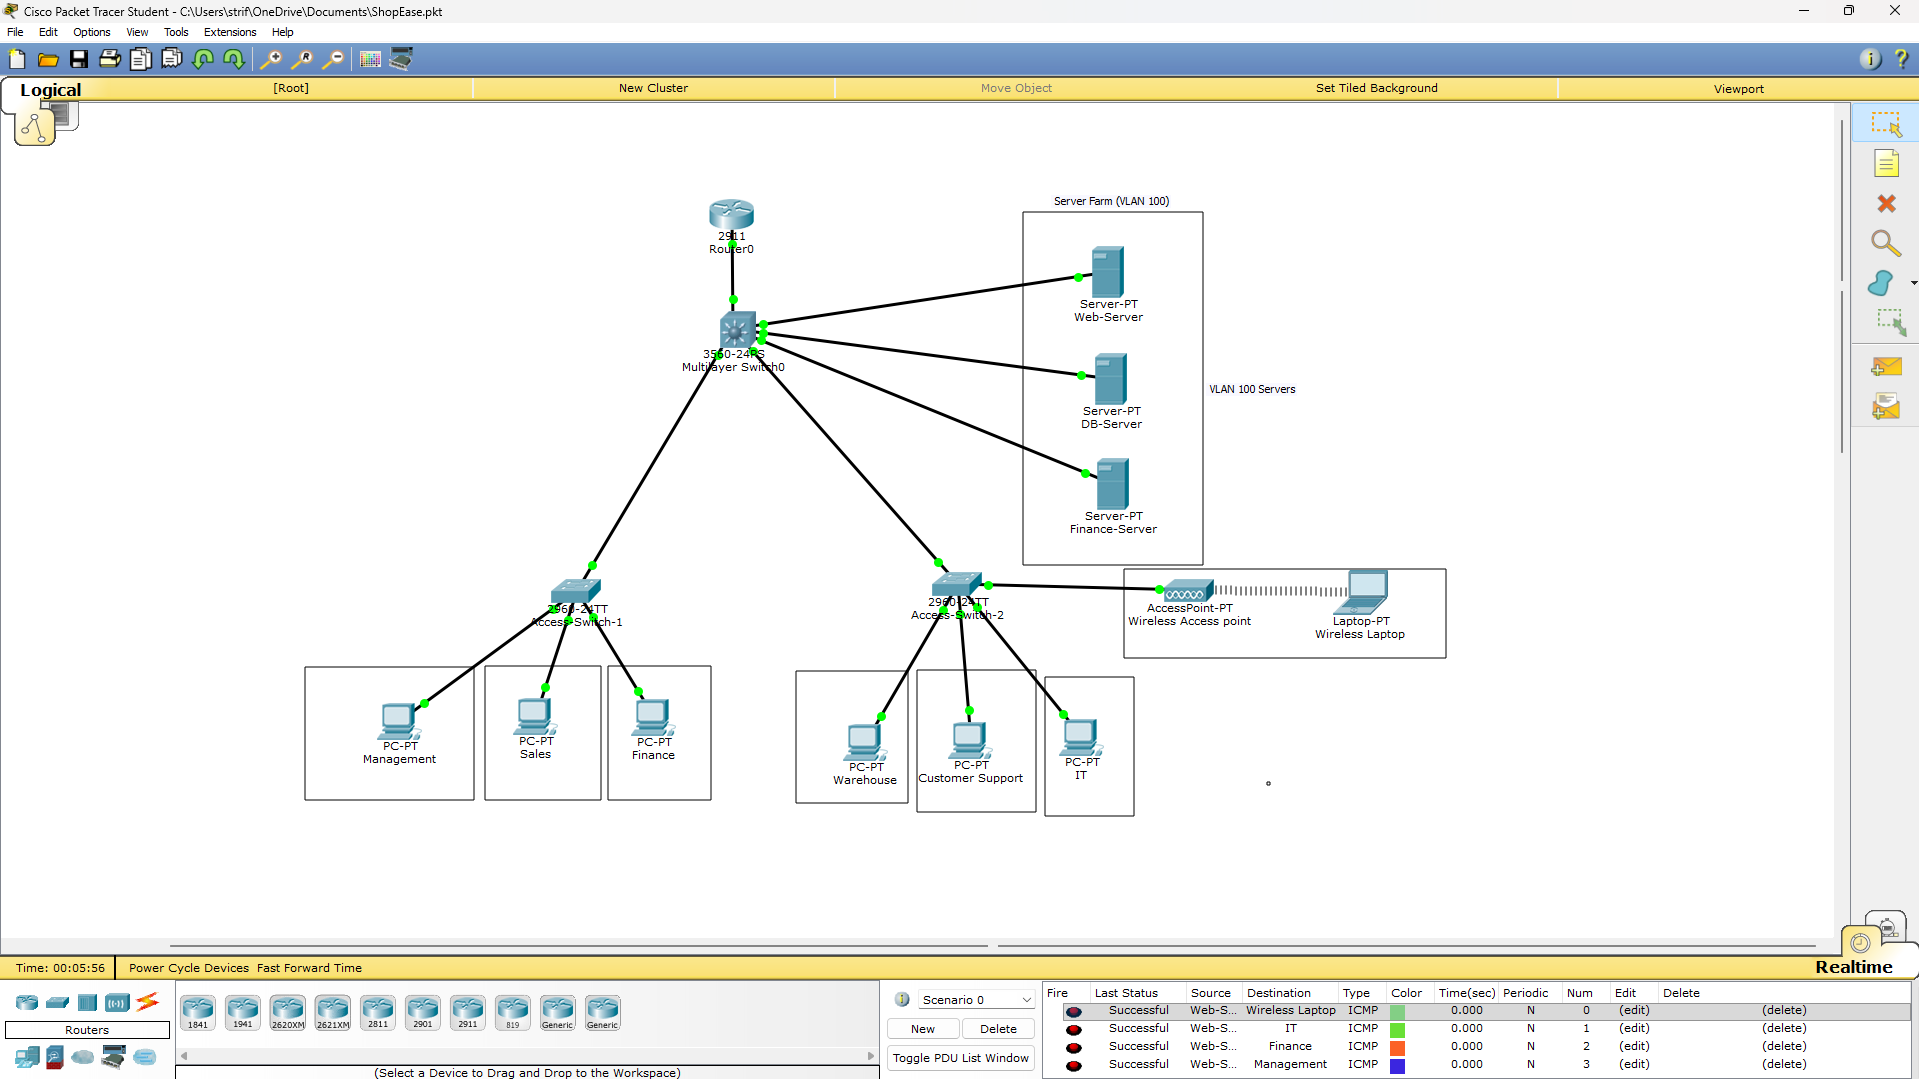 Cisco Packet Tracer Student - C:\Users\strif\OneDrive\Documents\ShopEase.pkt
File Edit Options View Tools Extensions Help
Logical
[Root]
New Cluster
Move Object
Set Tiled Background
Viewport
2911
Router0
3560-24PS
Multilayer Switch0
Server Farm (VLAN 100)
Server-PT
Web-Server
Server-PT
DB-Server
VLAN 100 Servers
Server-PT
Finance-Server
2960-24TT
Access-Switch-1
2960-24TT
Access-Switch-2
AccessPoint-PT
Wireless Access point
Laptop-PT
Wireless Laptop
PC-PT
Management
PC-PT
Sales
PC-PT
Finance
PC-PT
Warehouse
PC-PT
Customer Support
PC-PT
IT
Time: 00:05:56
Power Cycle Devices Fast Forward Time
Realtime
Routers
1841 1941 2620XM 2621XM 2811 2901 2911 819 Generic Generic
(Select a Device to Drag and Drop to the Workspace)
Scenario 0
New
Delete
Toggle PDU List Window
Fire Last Status Source Destination Type Color Time(sec) Periodic Num Edit Delete
Successful Web-S... Wireless Laptop ICMP 0.000 N 0 (edit) (delete)
Successful Web-S... IT ICMP 0.000 N 1 (edit) (delete)
Successful Web-S... Finance ICMP 0.000 N 2 (edit) (delete)
Successful Web-S... Management ICMP 0.000 N 3 (edit) (delete)